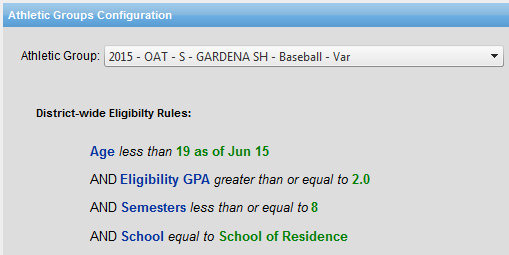 Athletic Groups Configuration
Athletic Group: 2015 - OAT - S - GARDENA SH - Baseball - Var
District-wide Eligibilty Rules:
Age less than 19 as of Jun 15
AND Eligibility GPA greater than or equal to 2.0
AND Semesters less than or equal to 8
AND School equal to School of Residence